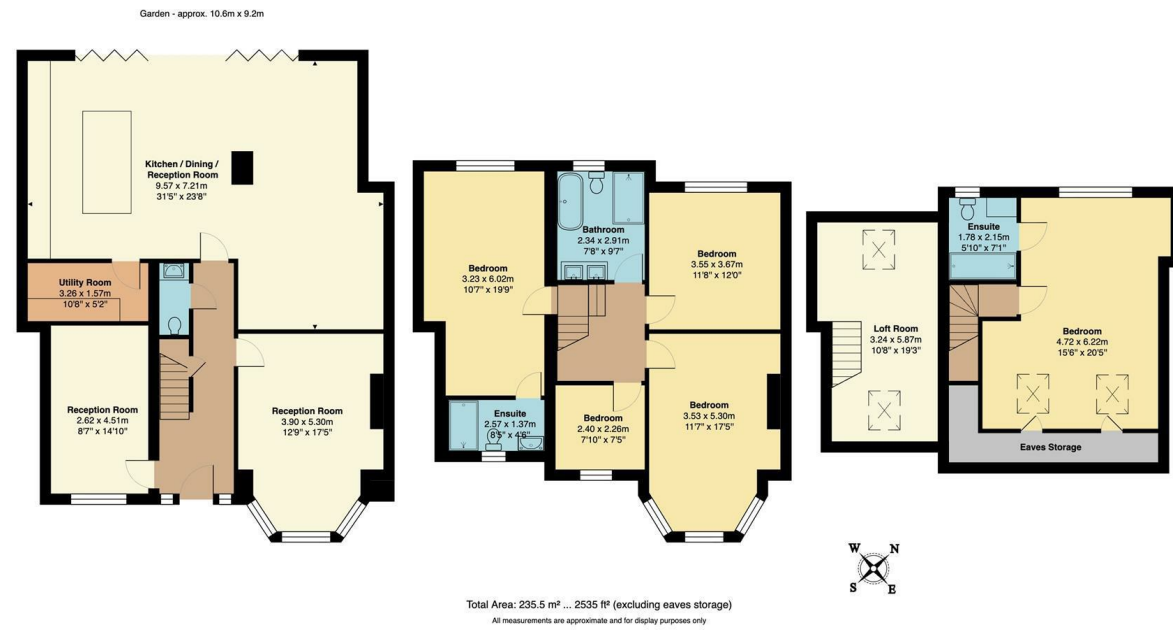 Garden - approx. 10.6m x 9.2m
Kitchen / Dining /
Reception Room
9.57 x 7.21m
31'5" x 23'8"
Utility Room
3.26 x 1.57m
10'8" x 5'2"
Reception Room
2.62 x 4.51m
8'7" x 14'10"
Reception Room
3.90 x 5.30m
12'9" x 17'5"
Bedroom
3.23 x 6.02m
10'7" x 19'9"
Bathroom
2.34 x 2.91m
7'8" x 9'7"
Bedroom
3.55 x 3.67m
11'8" x 12'0"
Ensuite
2.57 x 1.37m
8'5" x 4'6"
Bedroom
2.40 x 2.26m
7'10" x 7'5"
Bedroom
3.53 x 5.30m
11'7" x 17'5"
Loft Room
3.24 x 5.87m
10'8" x 19'3"
Ensuite
1.78 x 2.15m
5'10" x 7'1"
Bedroom
4.72 x 6.22m
15'6" x 20'5"
Eaves Storage
W N
S E
Total Area: 235.5 m² ... 2535 ft² (excluding eaves storage)
All measurements are approximate and for display purposes only